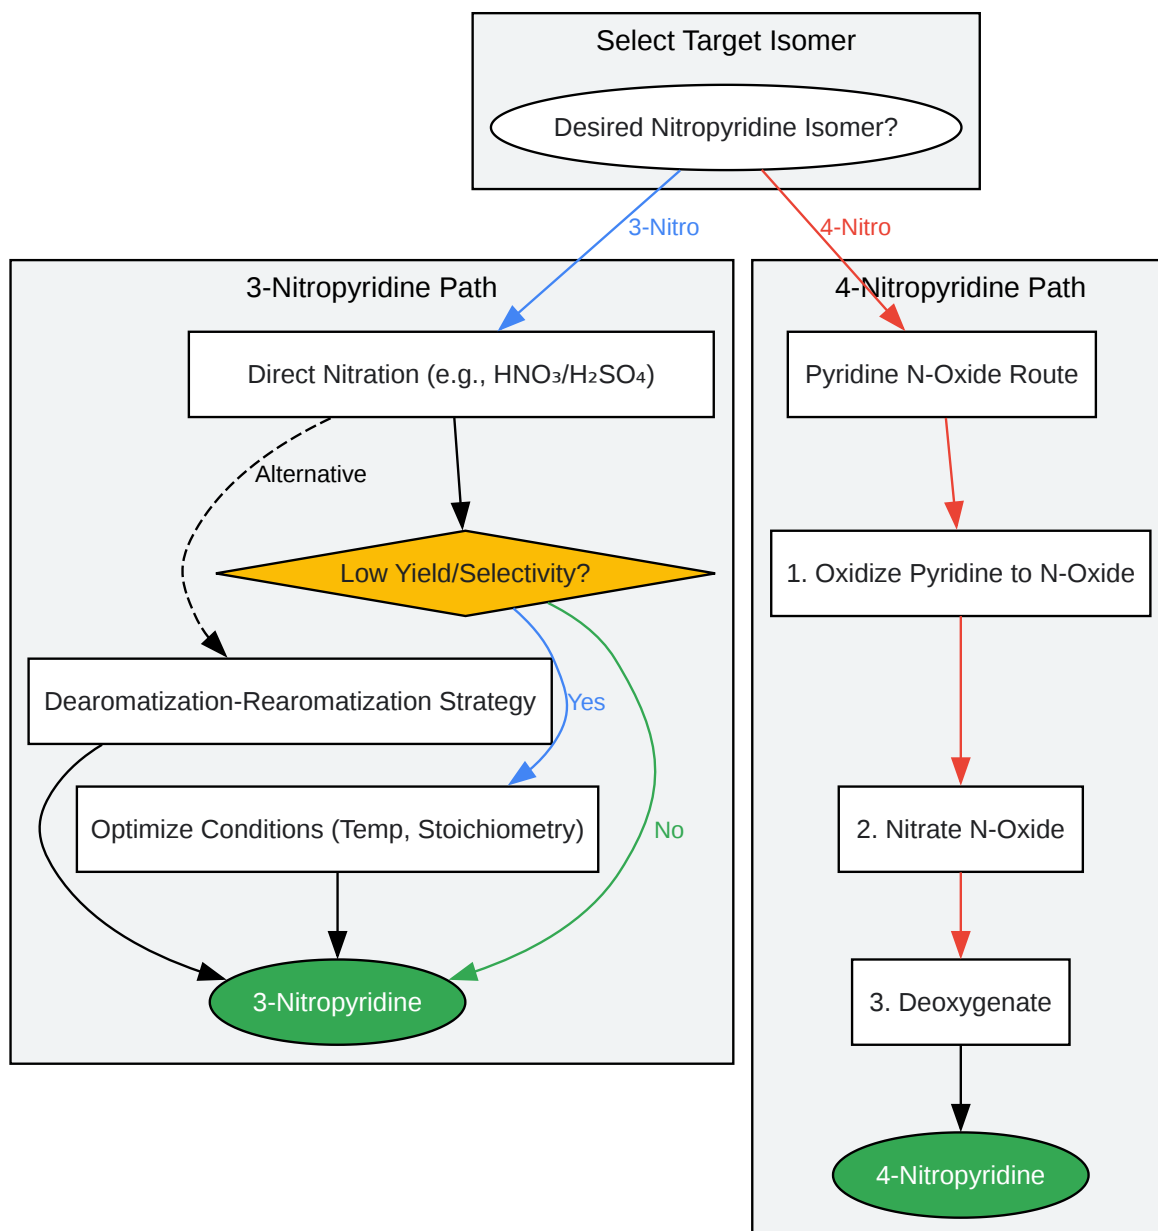 Select Target Isomer
Desired Nitropyridine Isomer?
3-Nitro
4-Nitro
3-Nitropyridine Path
Direct Nitration (e.g., HNO₃/H₂SO₄)
Alternative
Low Yield/Selectivity?
Dearomatization-Rearomatization Strategy
Yes
Optimize Conditions (Temp, Stoichiometry)
No
3-Nitropyridine
4-Nitropyridine Path
Pyridine N-Oxide Route
1. Oxidize Pyridine to N-Oxide
2. Nitrate N-Oxide
3. Deoxygenate
4-Nitropyridine